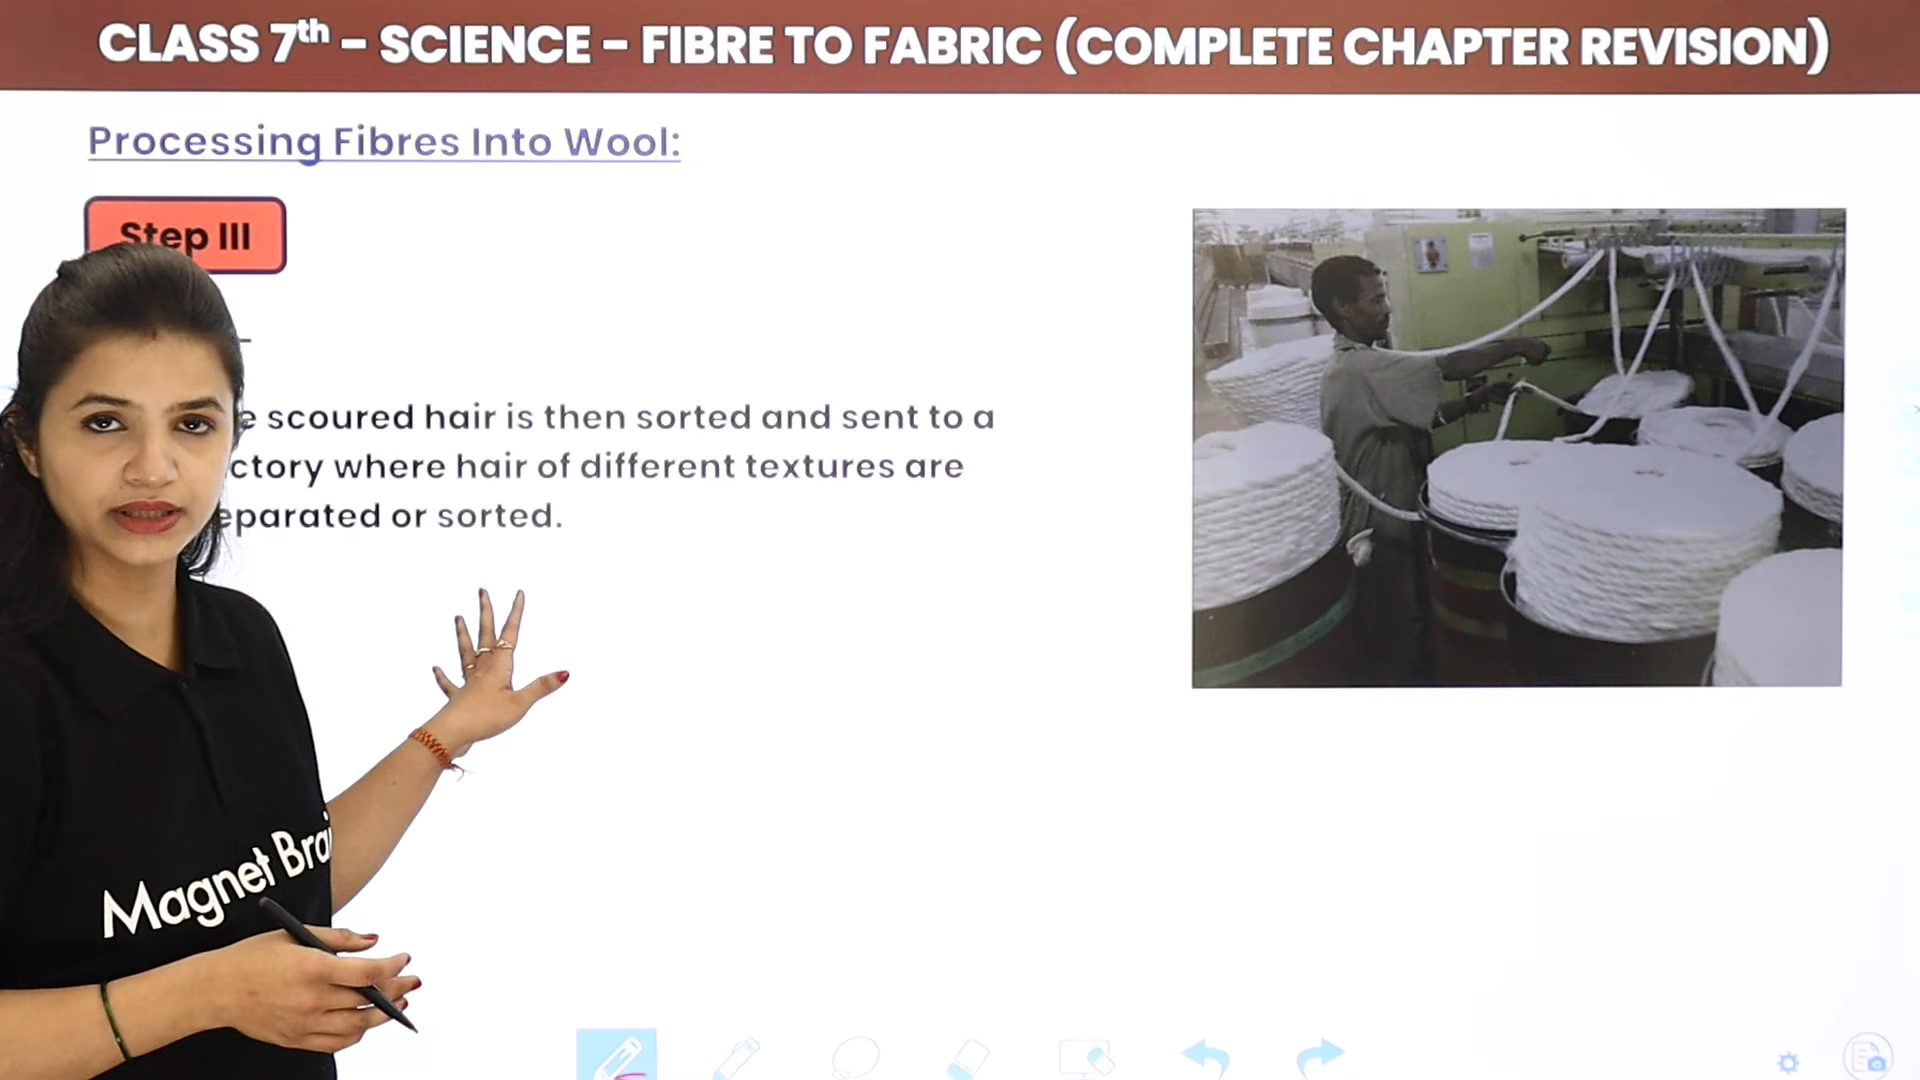 CLASS 7th - SCIENCE - FIBRE TO FABRIC (COMPLETE CHAPTER REVISION)
Processing Fibres Into Wool:
Step III
e scoured hair is then sorted and sent to a
ctory where hair of different textures are
eparated or sorted.
Magnet Brai